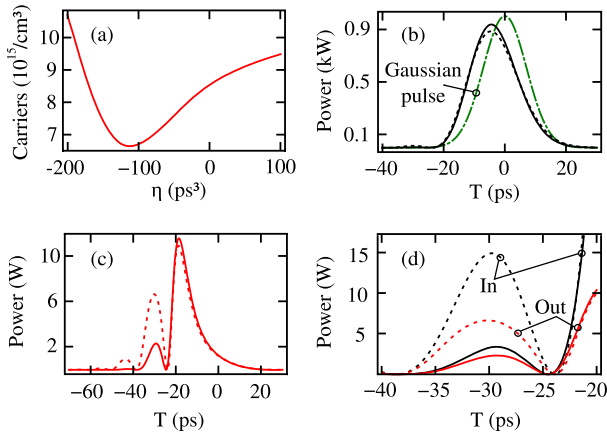 (a)
Carriers (10¹⁵/cm³)
10
9
8
7
6
−200
−100
0
100
η (ps³)
(b)
Power (kW)
0.9
0.5
0.1
Gaussian
pulse
−40
−20
0
20
T (ps)
(c)
Power (W)
10
6
2
−60
−40
−20
0
20
T (ps)
(d)
Power (W)
15
10
5
In
Out
−40
−35
−30
−25
−20
T (ps)